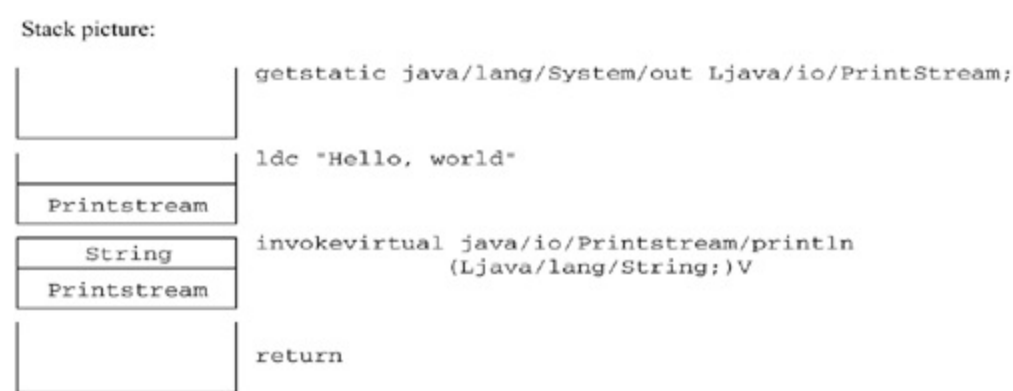 Stack picture:
getstatic java/lang/System/out Ljava/io/PrintStream;
ldc "Hello, world"
Printstream
String
invokevirtual java/io/Printstream/println
(Ljava/lang/String;)V
Printstream
return